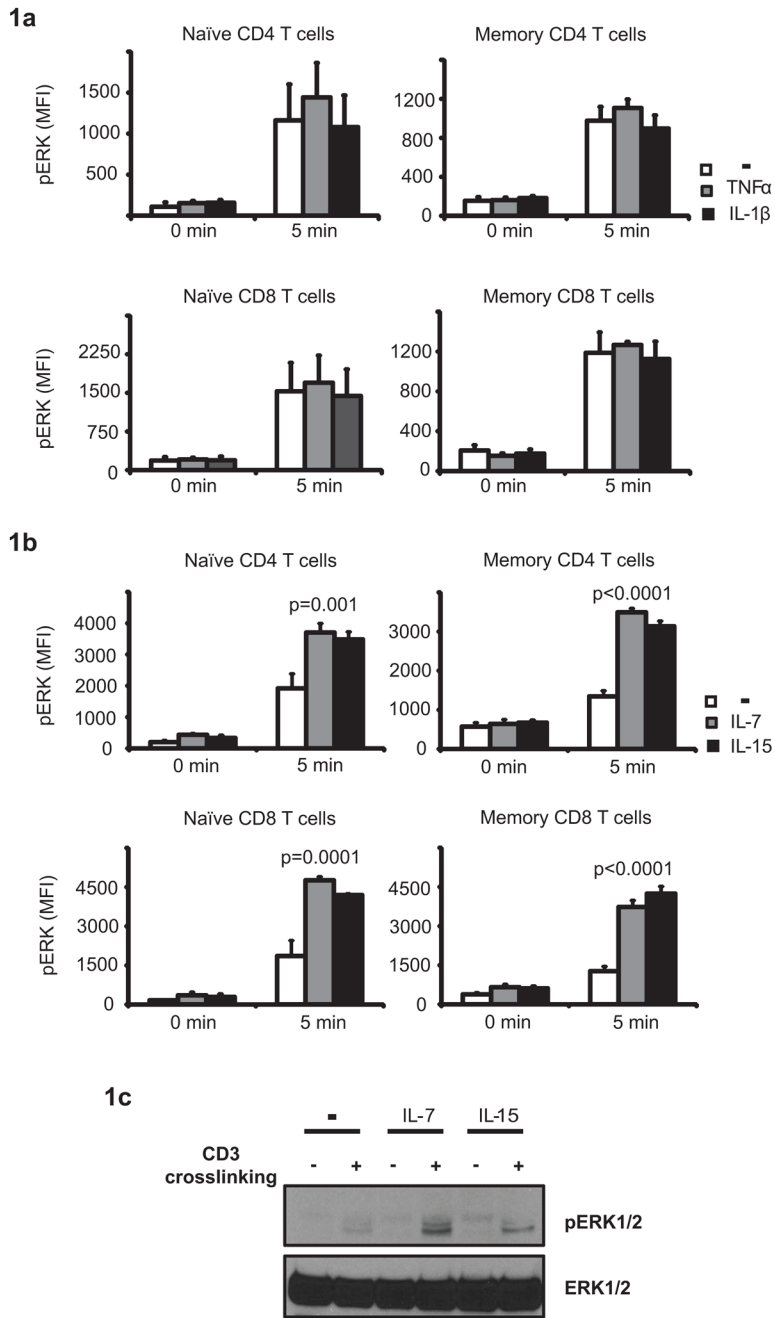 1a
Naïve CD4 T cells
Memory CD4 T cells
pERK (MFI)
1500
1000
500
0 min
5 min
1200
800
400
0
0 min
5 min
-
TNFα
IL-1β
Naïve CD8 T cells
Memory CD8 T cells
pERK (MFI)
2250
1500
750
0
0 min
5 min
1200
800
400
0
0 min
5 min
1b
Naïve CD4 T cells
Memory CD4 T cells
pERK (MFI)
4000
3000
2000
1000
0
p=0.001
0 min
5 min
3000
2000
1000
0
p<0.0001
0 min
5 min
-
IL-7
IL-15
Naïve CD8 T cells
Memory CD8 T cells
pERK (MFI)
4500
3000
1500
0
p=0.0001
0 min
5 min
4500
3000
1500
0
p<0.0001
0 min
5 min
1c
- IL-7 IL-15
CD3
crosslinking
- + - + - +
pERK1/2
ERK1/2